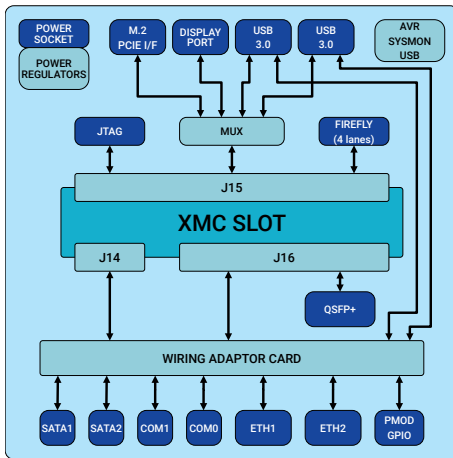 POWER
SOCKET
POWER
REGULATORS
M.2
PCIE I/F
DISPLAY
PORT
USB
3.0
USB
3.0
AVR
SYSMON
USB
JTAG
MUX
FIREFLY
(4 lanes)
J15
XMC SLOT
J14
J16
QSFP+
WIRING ADAPTOR CARD
SATA1
SATA2
COM1
COM0
ETH1
ETH2
PMOD
GPIO